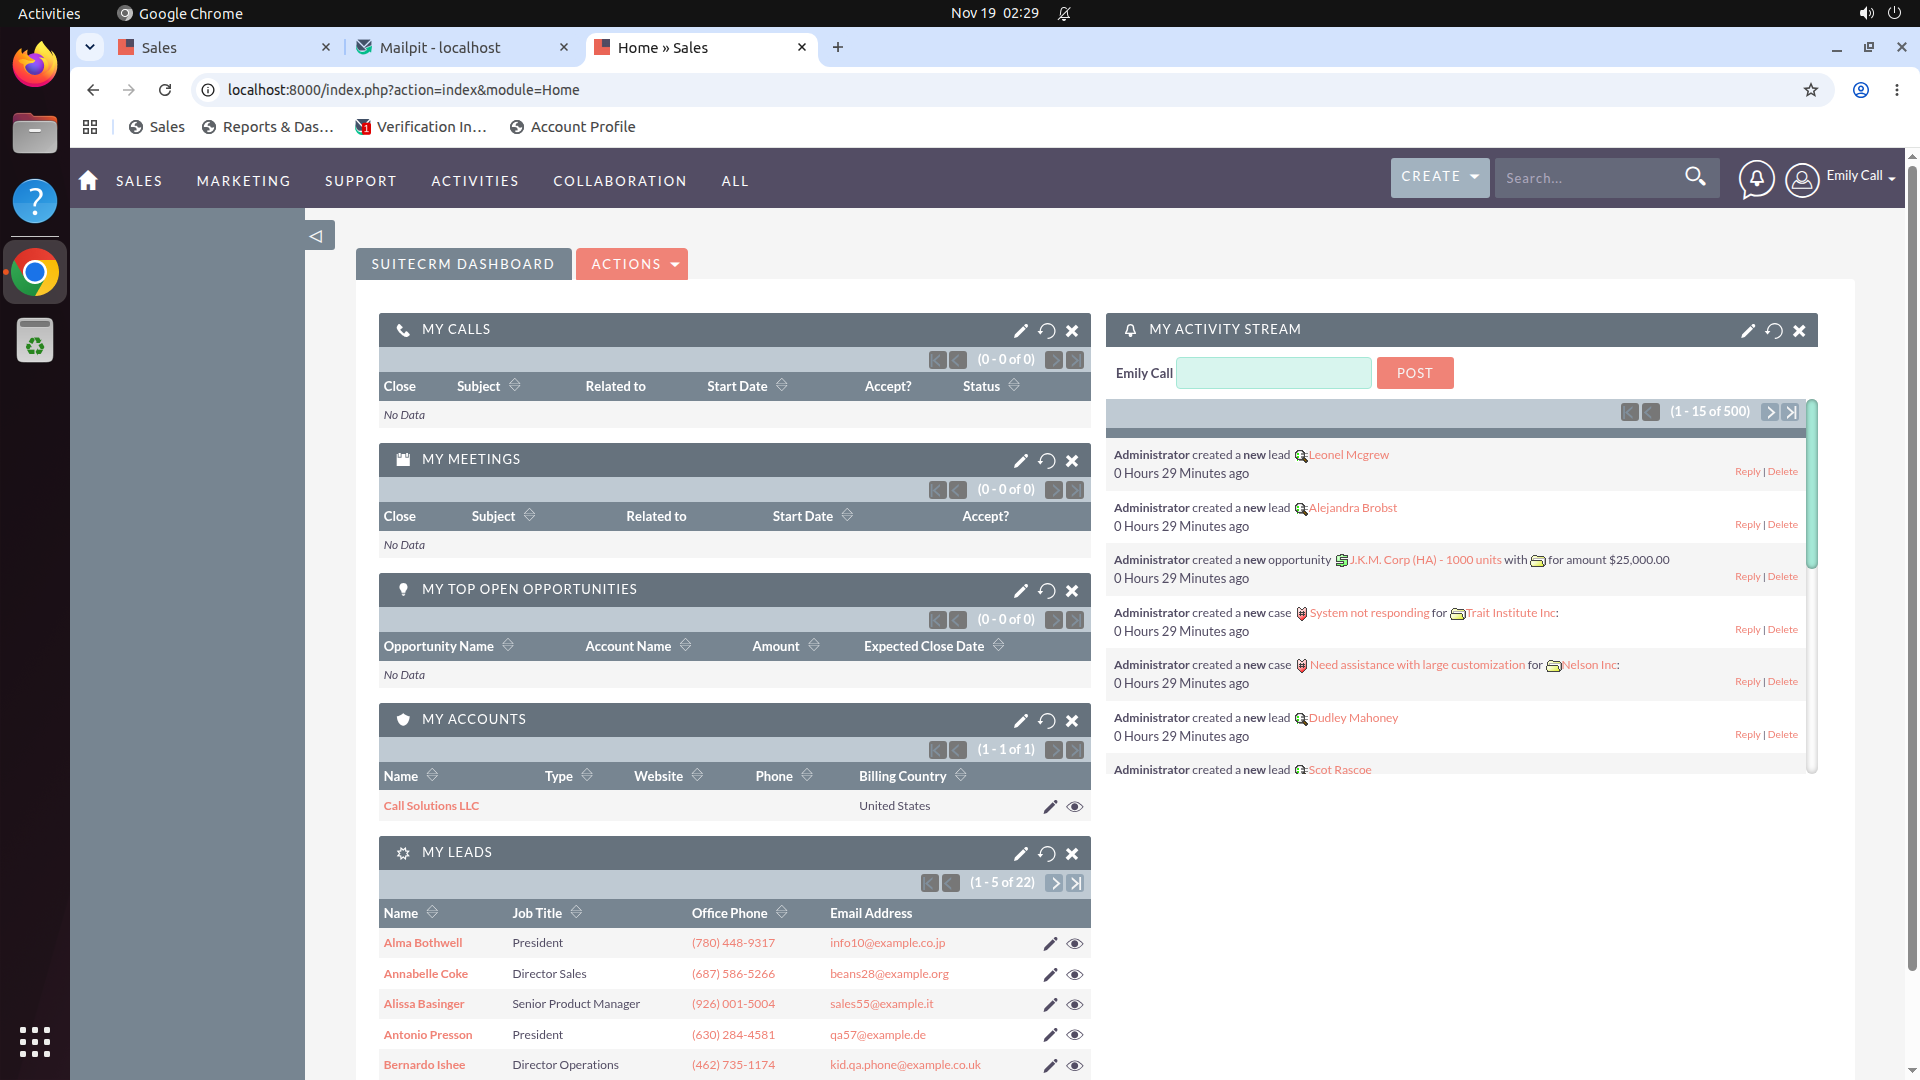 Activities
Google Chrome
Nov 19 02:29
Sales
Mailpit - localhost
Home » Sales
localhost:8000/index.php?action=index&module=Home
Sales
Reports & Das...
Verification In...
Account Profile
SALES
MARKETING
SUPPORT
ACTIVITIES
COLLABORATION
ALL
CREATE
Search...
Emily Call
SUITECRM DASHBOARD
ACTIONS
MY CALLS
(0 - 0 of 0)
Close Subject Related to Start Date Accept? Status
No Data
MY MEETINGS
(0 - 0 of 0)
Close Subject Related to Start Date Accept?
No Data
MY TOP OPEN OPPORTUNITIES
(0 - 0 of 0)
Opportunity Name Account Name Amount Expected Close Date
No Data
MY ACCOUNTS
(1 - 1 of 1)
Name Type Website Phone Billing Country
Call Solutions LLC United States
MY LEADS
(1 - 5 of 22)
Name Job Title Office Phone Email Address
Alma Bothwell President (780) 448-9317 info10@example.co.jp
Annabelle Coke Director Sales (687) 586-5266 beans28@example.org
Alissa Basinger Senior Product Manager (926) 001-5004 sales55@example.it
Antonio Presson President (630) 284-4581 qa57@example.de
Bernardo Ishee Director Operations (462) 735-1174 kid.qa.phone@example.co.uk
MY ACTIVITY STREAM
Emily Call POST
(1 - 15 of 500)
Administrator created a new lead Leonel Mcgrew
0 Hours 29 Minutes ago Reply | Delete
Administrator created a new lead Alejandra Brobst
0 Hours 29 Minutes ago Reply | Delete
Administrator created a new opportunity J.K.M. Corp (HA) - 1000 units with for amount $25,000.00
0 Hours 29 Minutes ago Reply | Delete
Administrator created a new case System not responding for Trait Institute Inc:
0 Hours 29 Minutes ago Reply | Delete
Administrator created a new case Need assistance with large customization for Nelson Inc:
0 Hours 29 Minutes ago Reply | Delete
Administrator created a new lead Dudley Mahoney
0 Hours 29 Minutes ago Reply | Delete
Administrator created a new lead Scot Rascoe